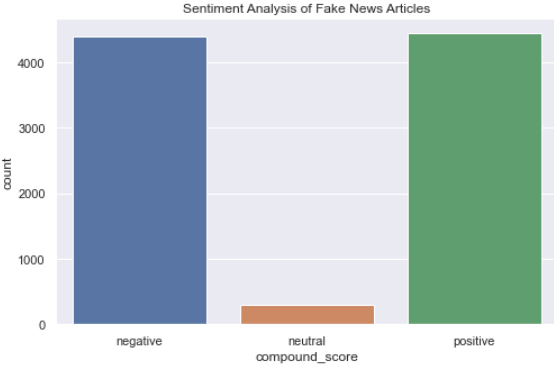 Sentiment Analysis of Fake News Articles
count
4000
3000
2000
1000
0
negative neutral positive
compound_score